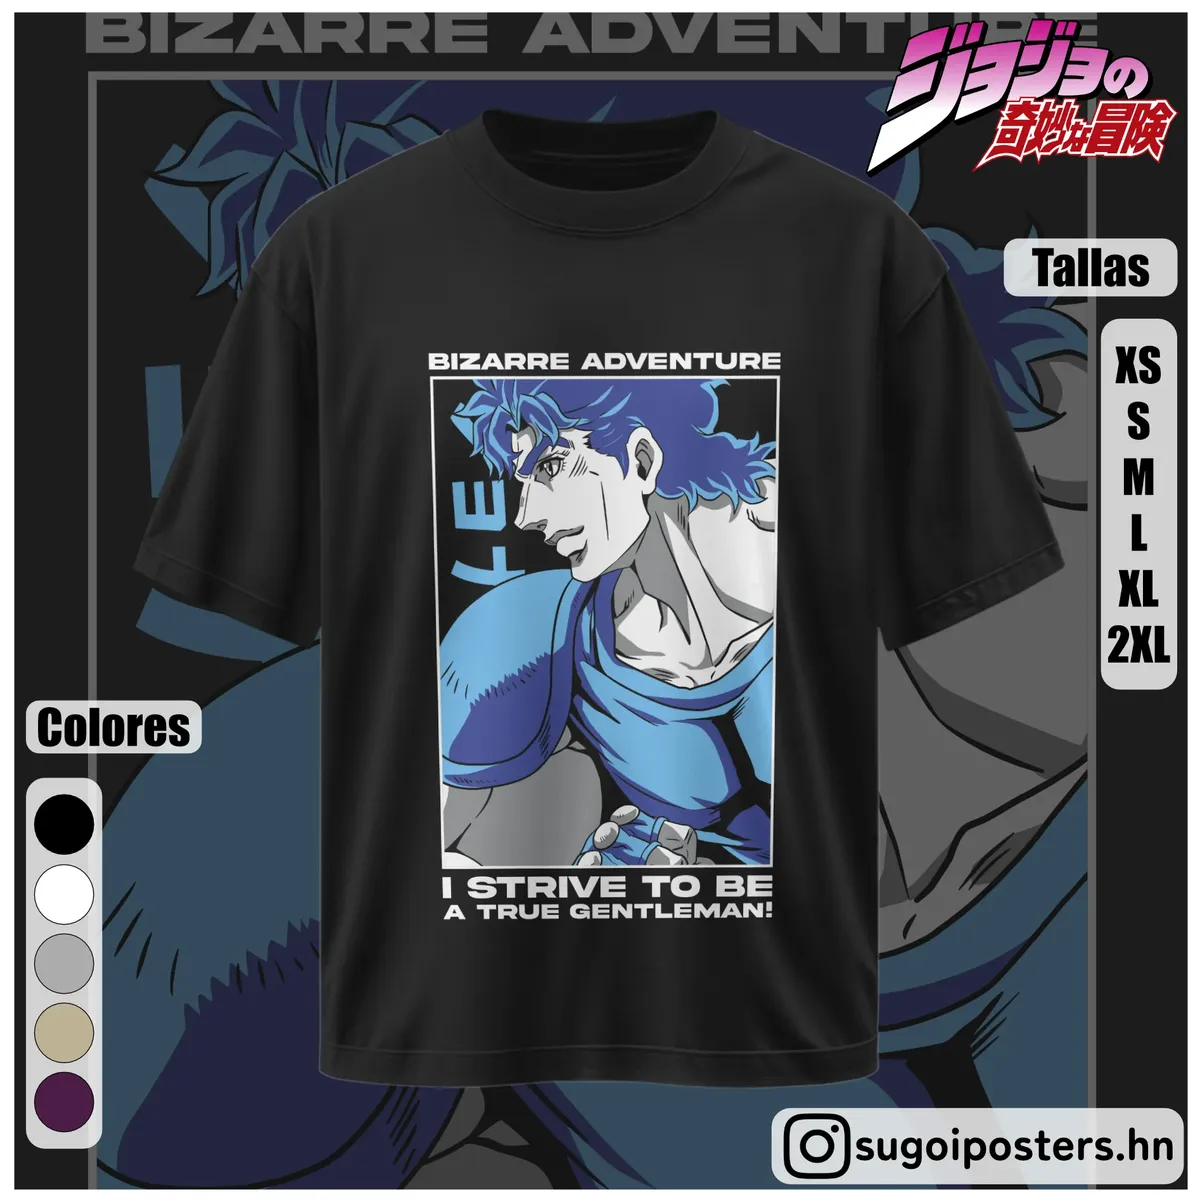 BIZARRE ADVENTURE
ジョジョの
奇妙な冒険
Tallas
XS
S
M
L
XL
2XL
BIZARRE ADVENTURE
I STRIVE TO BE
A TRUE GENTLEMAN!
Colores
sugoiposters.hn